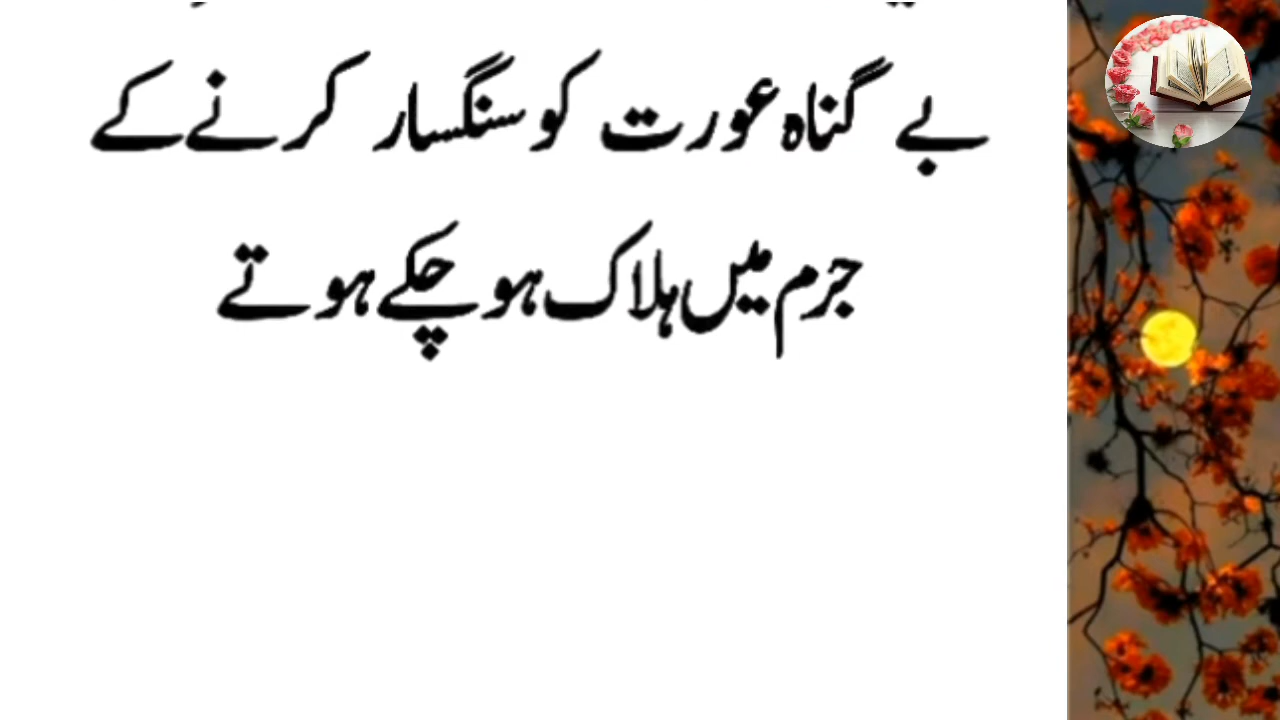 بے گناہ عورت کو سنگسار کرنے کے
جرم میں ہلاک ہو چکے ہوتے